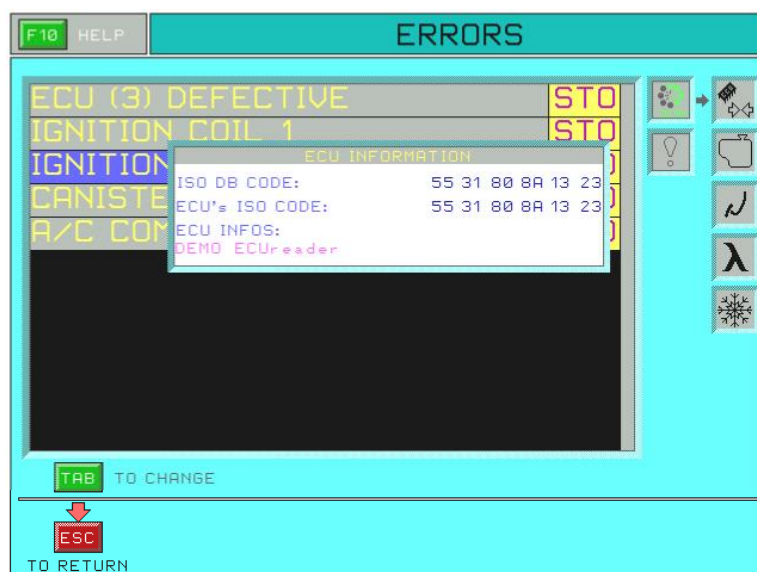 F10 HELP ERRORS
ECU (3) DEFECTIVE STO
IGNITION COIL 1 STO
IGNITION
ECU INFORMATION
ISO DB CODE: 55 31 80 8A 13 23
ECU's ISO CODE: 55 31 80 8A 13 23
ECU INFOS:
DEMO ECUreader
A/C
TAB TO CHANGE
ESC
TO RETURN